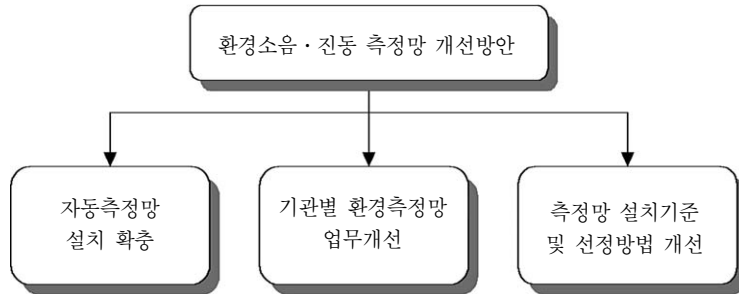 환경소음 · 진동 측정망 개선방안
자동측정망
설치 확충
기관별 환경측정망
업무개선
측정망 설치기준
및 선정방법 개선